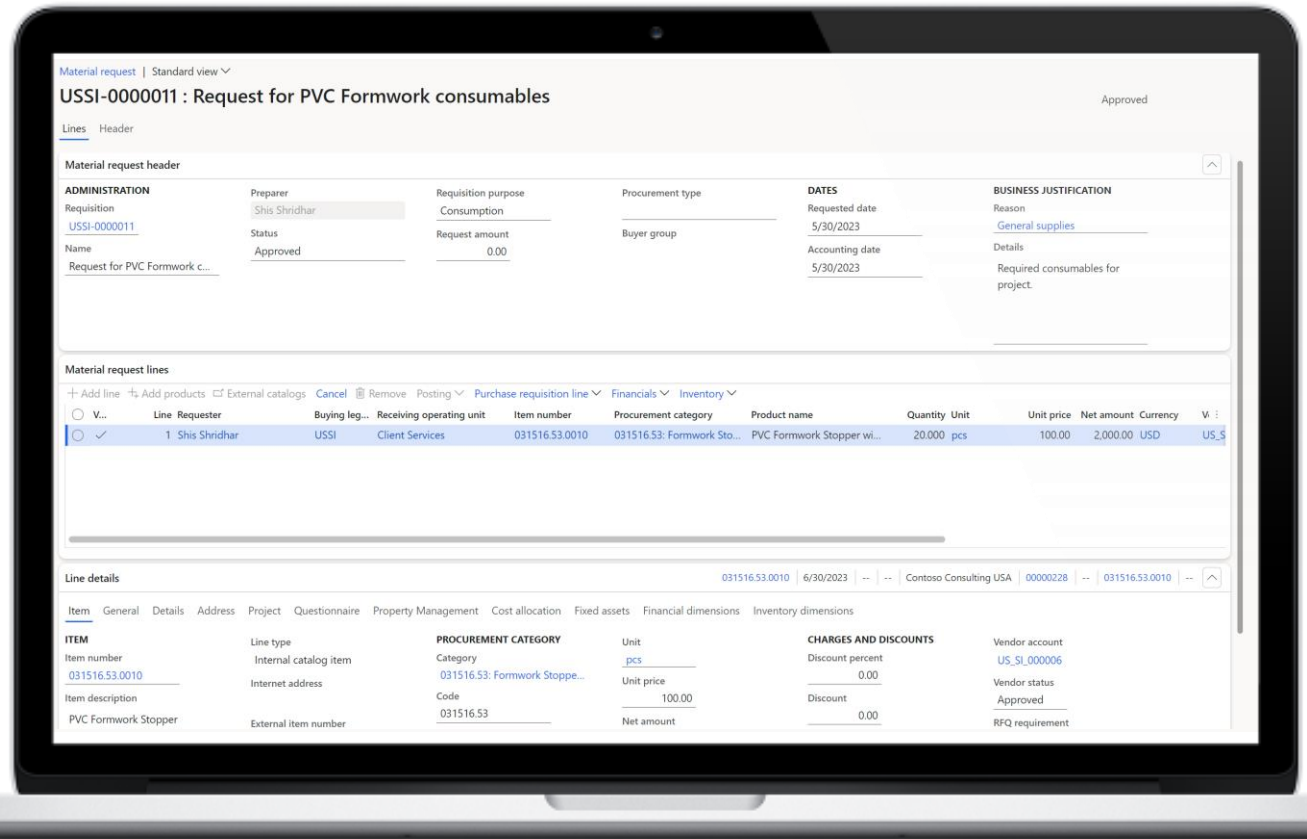 Material request | Standard view
USSI-0000011 : Request for PVC Formwork consumables
Approved
Lines Header
Material request header
ADMINISTRATION
Requisition
USSI-0000011
Name
Request for PVC Formwork c...
Preparer
Shis Shridhar
Status
Approved
Requisition purpose
Consumption
Request amount
0.00
Procurement type
Buyer group
DATES
Requested date
5/30/2023
Accounting date
5/30/2023
BUSINESS JUSTIFICATION
Reason
General supplies
Details
Required consumables for
project.
Material request lines
Add line Add products External catalogs Cancel Remove Posting Purchase requisition line Financials Inventory
V... Line Requester Buying leg... Receiving operating unit Item number Procurement category Product name Quantity Unit Unit price Net amount Currency
1 Shis Shridhar USSI Client Services 031516.53.0010 031516.53: Formwork Sto... PVC Formwork Stopper wi... 20.000 pcs 100.00 2,000.00 USD US_S
Line details
031516.53.0010 | 6/30/2023 | -- | -- | Contoso Consulting USA | 00000228 | -- | 031516.53.0010 | --
Item General Details Address Project Questionnaire Property Management Cost allocation Fixed assets Financial dimensions Inventory dimensions
ITEM
Item number
031516.53.0010
Item description
PVC Formwork Stopper
Line type
Internal catalog item
Internet address
External item number
PROCUREMENT CATEGORY
Category
031516.53: Formwork Stoppe...
Code
031516.53
Unit
pcs
Unit price
100.00
Net amount
CHARGES AND DISCOUNTS
Discount percent
0.00
Discount
0.00
Vendor account
US_SI_000006
Vendor status
Approved
RFQ requirement